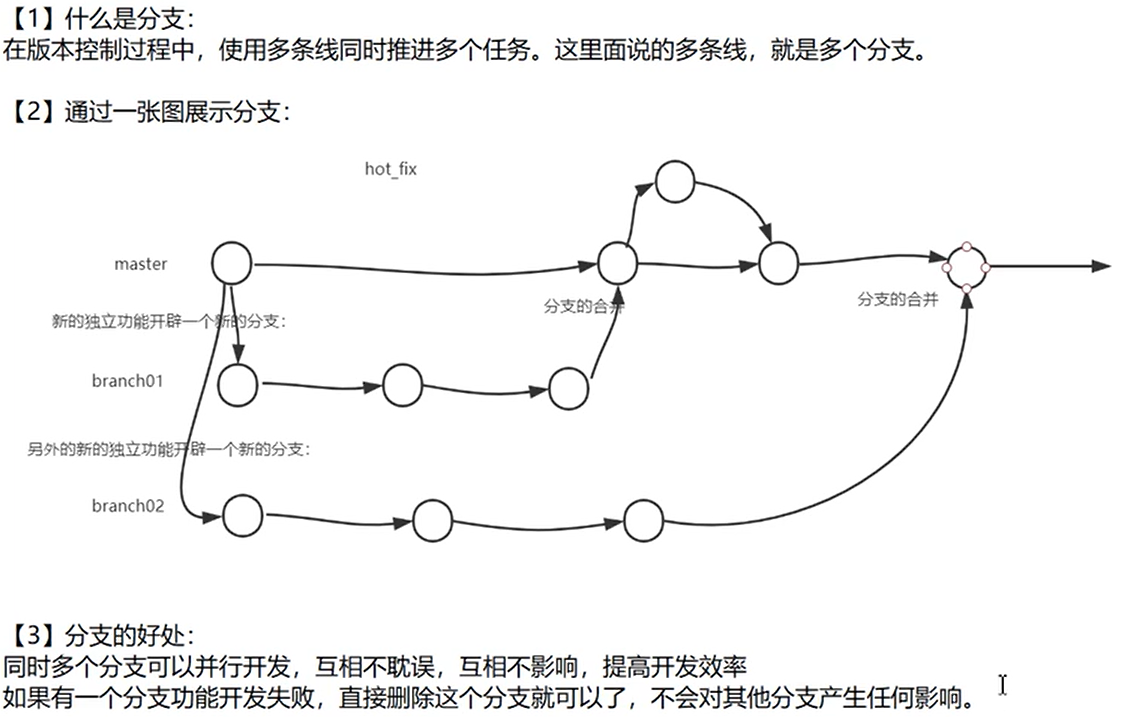 【1】什么是分支：
在版本控制过程中，使用多条线同时推进多个任务。这里面说的多条线，就是多个分支。
【2】通过一张图展示分支：
hot_fix
master
分支的合并
分支的合并
新的独立功能开辟一个新的分支：
branch01
另外的新的独立功能开辟一个新的分支：
branch02
【3】分支的好处：
同时多个分支可以并行开发，互相不耽误，互相不影响，提高开发效率
如果有一个分支功能开发失败，直接删除这个分支就可以了，不会对其他分支产生任何影响。